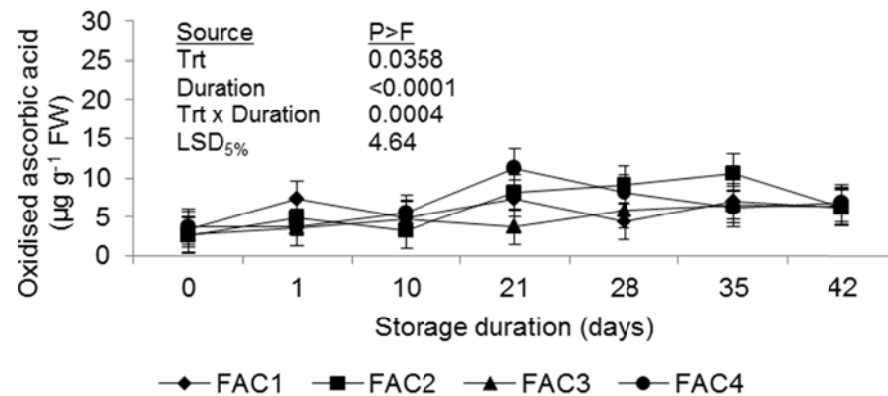 30
25
20
15
10
5
0
Oxidised ascorbic acid
(µg g⁻¹ FW)
Source P>F
Trt 0.0358
Duration <0.0001
Trt x Duration 0.0004
LSD5% 4.64
0 1 10 21 28 35 42
Storage duration (days)
FAC1 FAC2 FAC3 FAC4